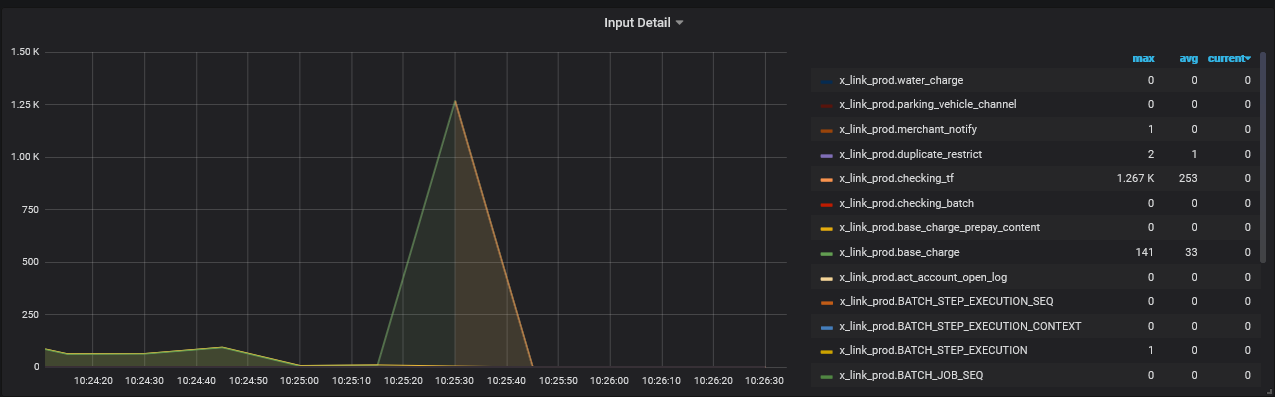 Input Detail
1.50 K
1.25 K
1.00 K
750
500
250
0
10:24:20 10:24:30 10:24:40 10:24:50 10:25:00 10:25:10 10:25:20 10:25:30 10:25:40 10:25:50 10:26:00 10:26:10 10:26:20 10:26:30
max avg current
x_link_prod.water_charge 0 0 0
x_link_prod.parking_vehicle_channel 0 0 0
x_link_prod.merchant_notify 1 0 0
x_link_prod.duplicate_restrict 2 1 0
x_link_prod.checking_tf 1.267 K 253 0
x_link_prod.checking_batch 0 0 0
x_link_prod.base_charge_prepay_content 0 0 0
x_link_prod.base_charge 141 33 0
x_link_prod.act_account_open_log 0 0 0
x_link_prod.BATCH_STEP_EXECUTION_SEQ 0 0 0
x_link_prod.BATCH_STEP_EXECUTION_CONTEXT 0 0 0
x_link_prod.BATCH_STEP_EXECUTION 1 0 0
x_link_prod.BATCH_JOB_SEQ 0 0 0